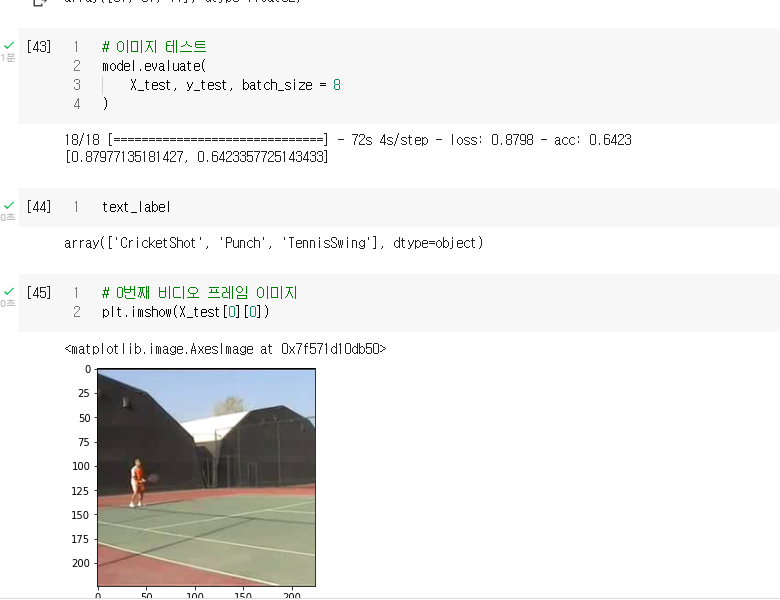 [43] 1 # 이미지 테스트
1분 2 model.evaluate(
3 X_test, y_test, batch_size = 8
4 )
18/18 [==============================] - 72s 4s/step - loss: 0.8798 - acc: 0.6423
[0.87977135181427, 0.6423357725143433]
[44] 1 text_label
0초
array(['CricketShot', 'Punch', 'TennisSwing'], dtype=object)
[45] 1 # 0번째 비디오 프레임 이미지
0초 2 plt.imshow(X_test[0][0])
<matplotlib.image.AxesImage at 0x7f571d10db50>
0
25
50
75
100
125
150
175
200
0 50 100 150 200